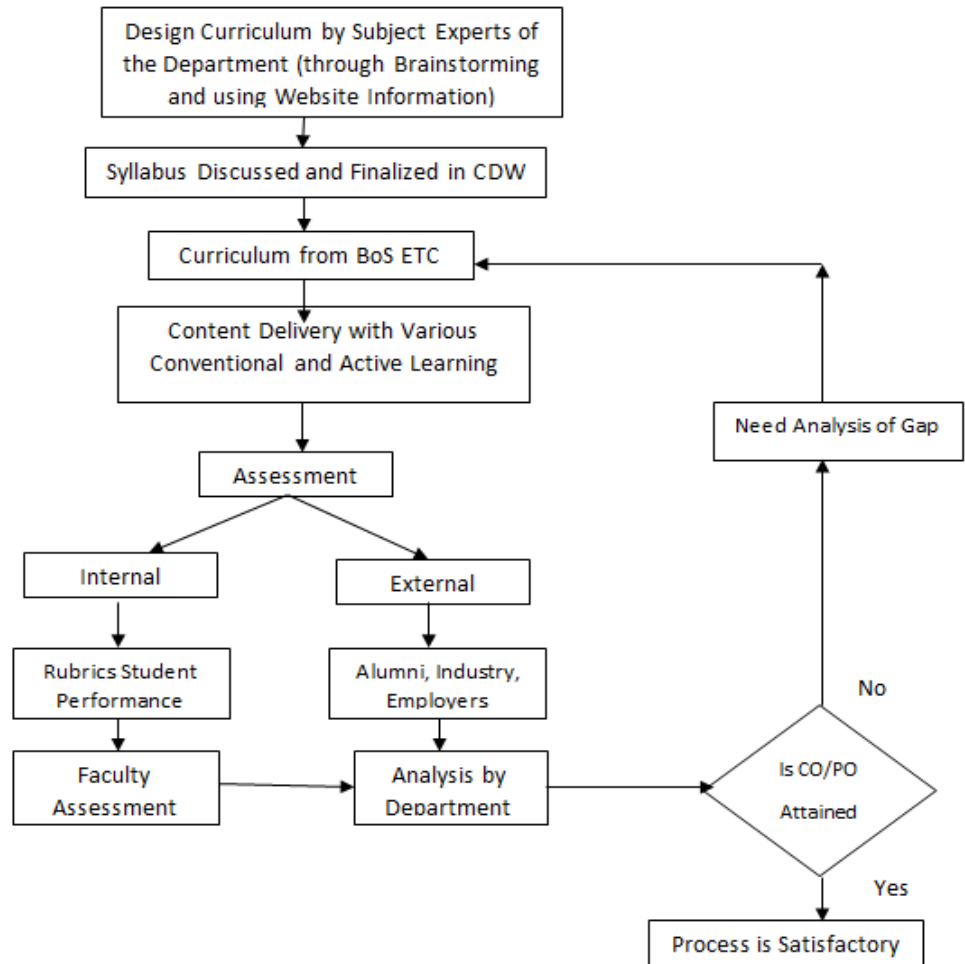 Design Curriculum by Subject Experts of
the Department (through Brainstorming
and using Website Information)
Syllabus Discussed and Finalized in CDW
Curriculum from BoS ETC
Content Delivery with Various
Conventional and Active Learning
Need Analysis of Gap
Assessment
Internal
External
Rubrics Student
Performance
Alumni, Industry,
Employers
No
Faculty
Assessment
Analysis by
Department
Is CO/PO
Attained
Yes
Process is Satisfactory